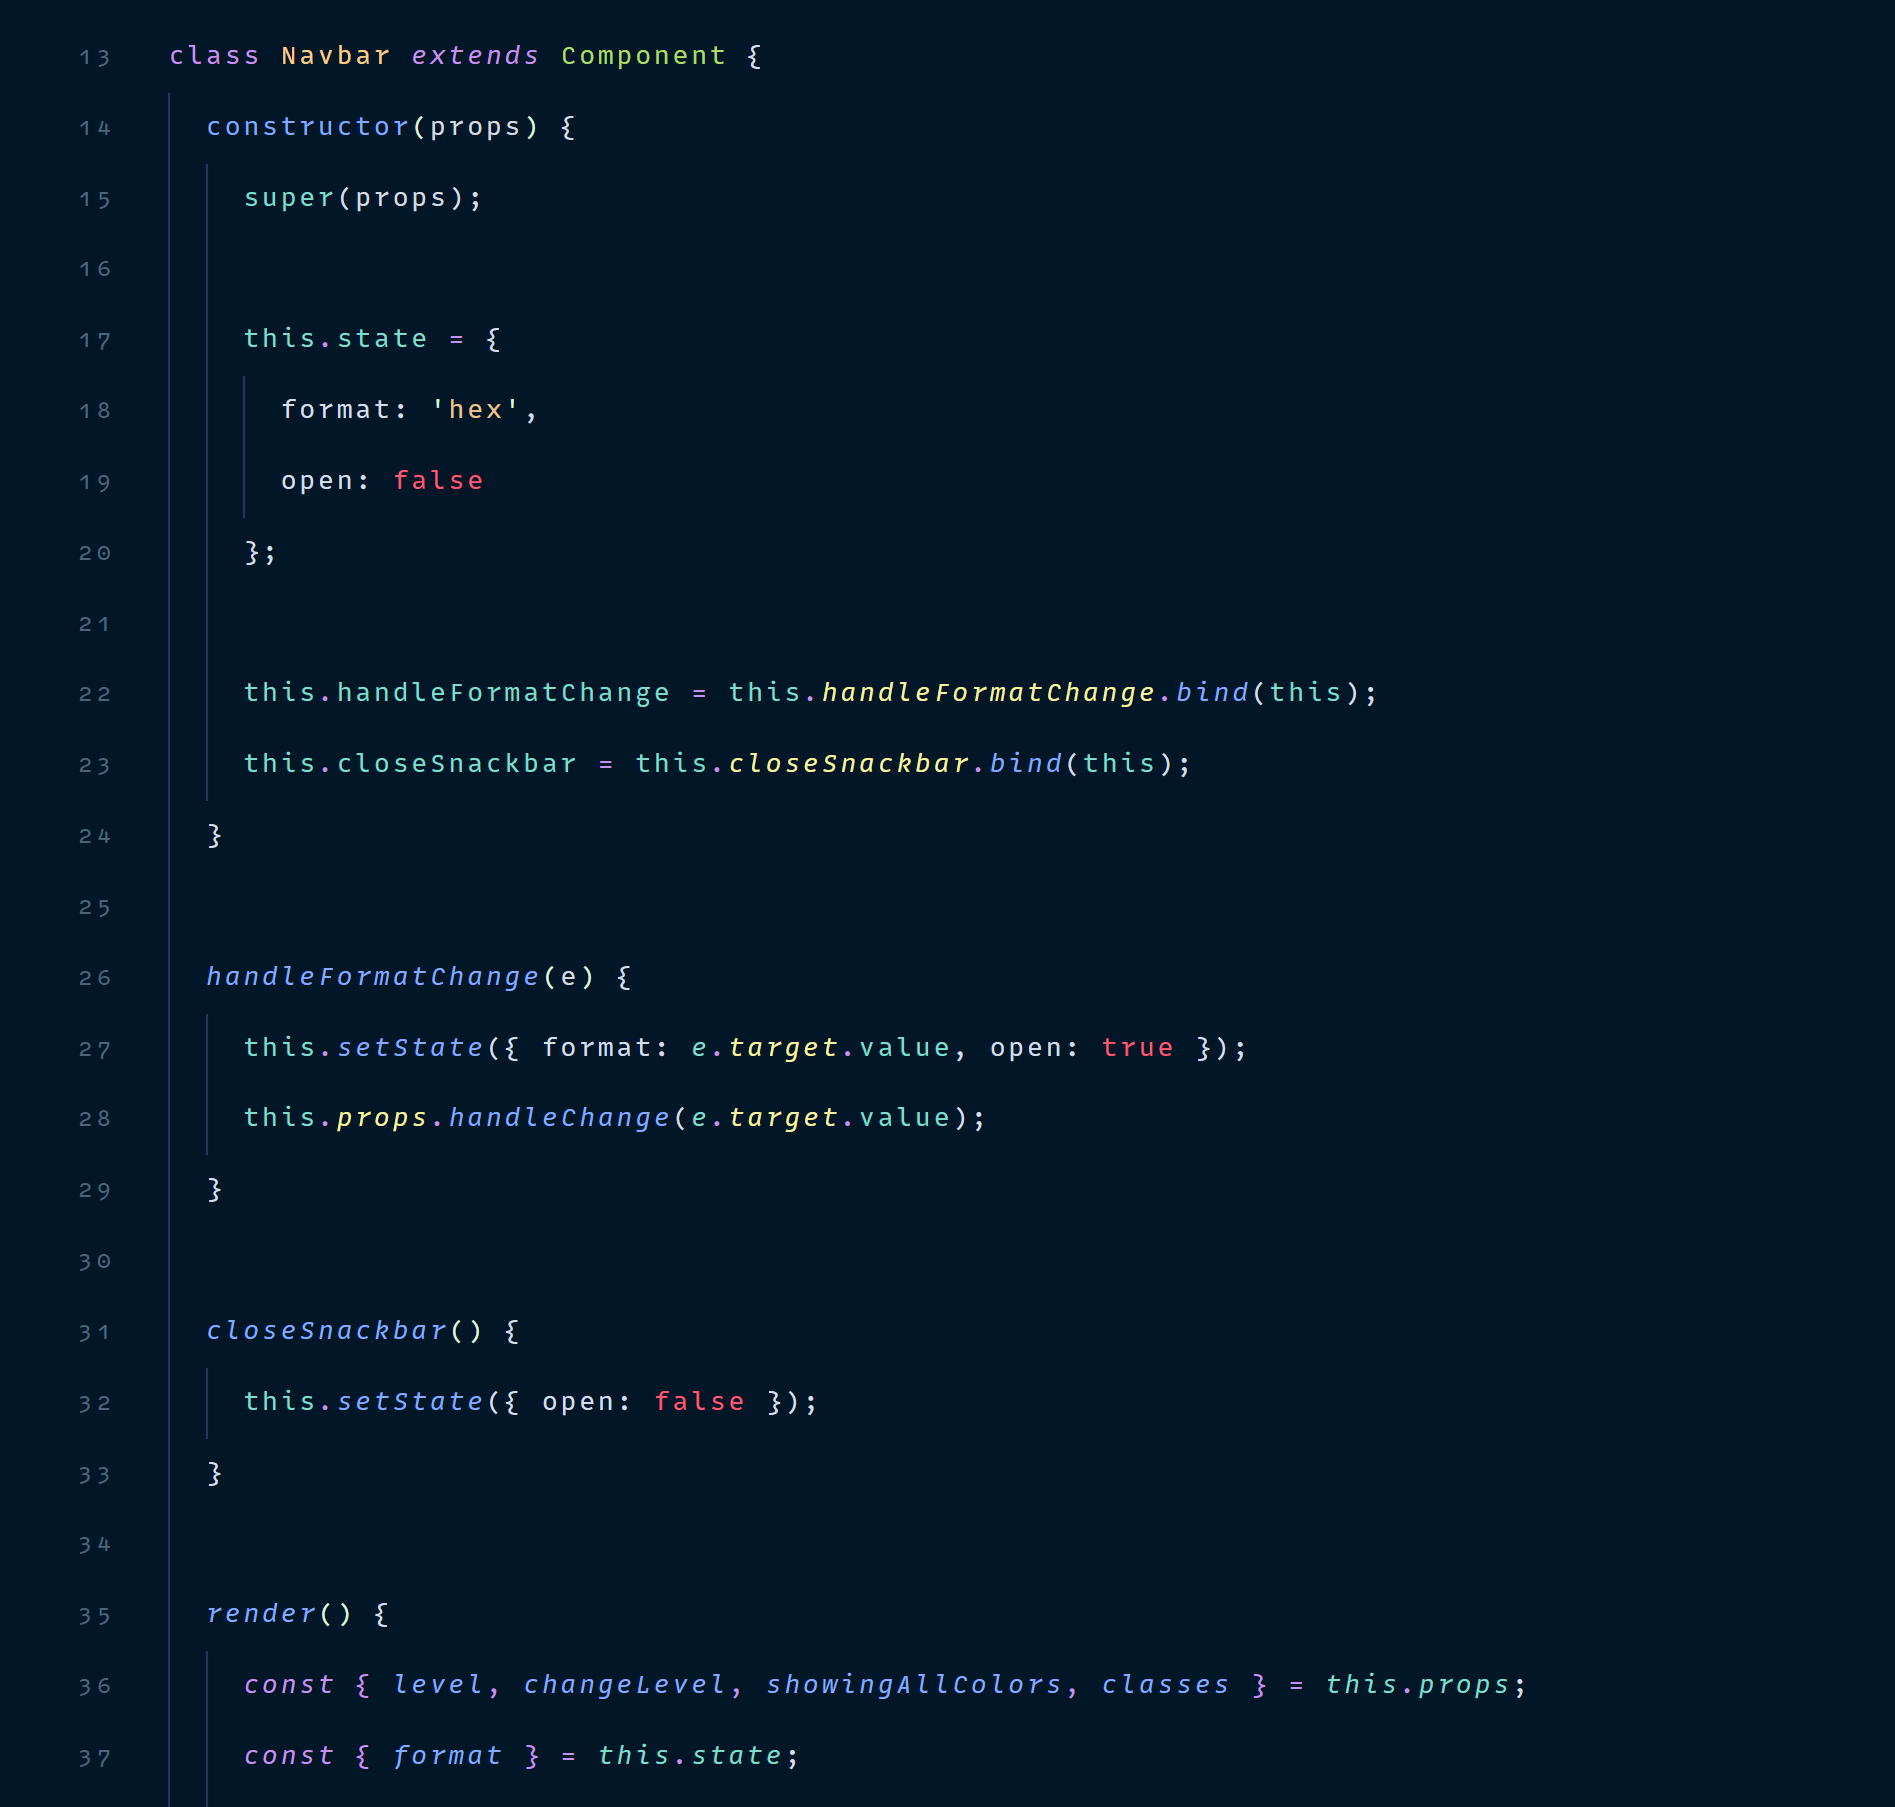 13 class Navbar extends Component {
14 constructor(props) {
15 super(props);
16
17 this.state = {
18 format: 'hex',
19 open: false
20 };
21
22 this.handleFormatChange = this.handleFormatChange.bind(this);
23 this.closeSnackbar = this.closeSnackbar.bind(this);
24 }
25
26 handleFormatChange(e) {
27 this.setState({ format: e.target.value, open: true });
28 this.props.handleChange(e.target.value);
29 }
30
31 closeSnackbar() {
32 this.setState({ open: false });
33 }
34
35 render() {
36 const { level, changeLevel, showingAllColors, classes } = this.props;
37 const { format } = this.state;